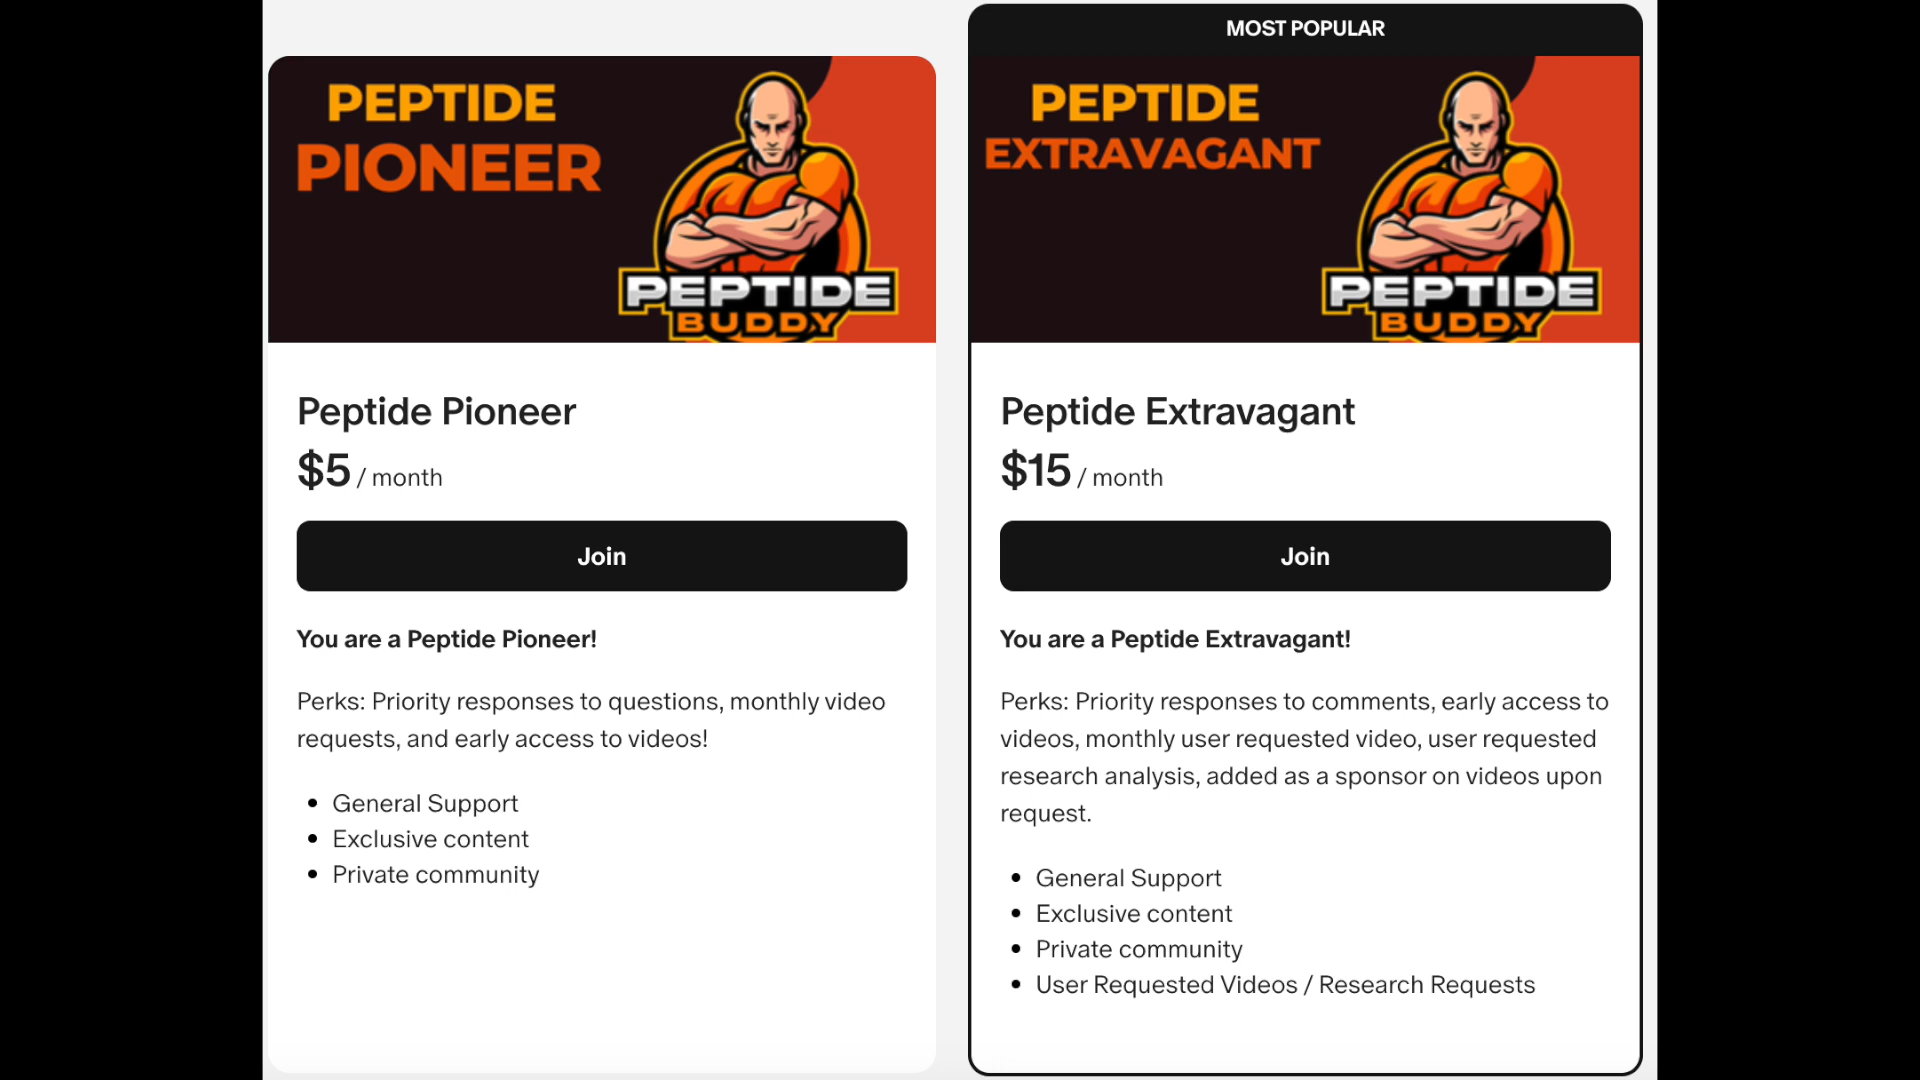 PEPTIDE
PIONEER
PEPTIDE
BUDDY
Peptide Pioneer
$5 / month
Join
You are a Peptide Pioneer!
Perks: Priority responses to questions, monthly video
requests, and early access to videos!
• General Support
• Exclusive content
• Private community
MOST POPULAR
PEPTIDE
EXTRAVAGANT
PEPTIDE
BUDDY
Peptide Extravagant
$15 / month
Join
You are a Peptide Extravagant!
Perks: Priority responses to comments, early access to
videos, monthly user requested video, user requested
research analysis, added as a sponsor on videos upon
request.
• General Support
• Exclusive content
• Private community
• User Requested Videos / Research Requests